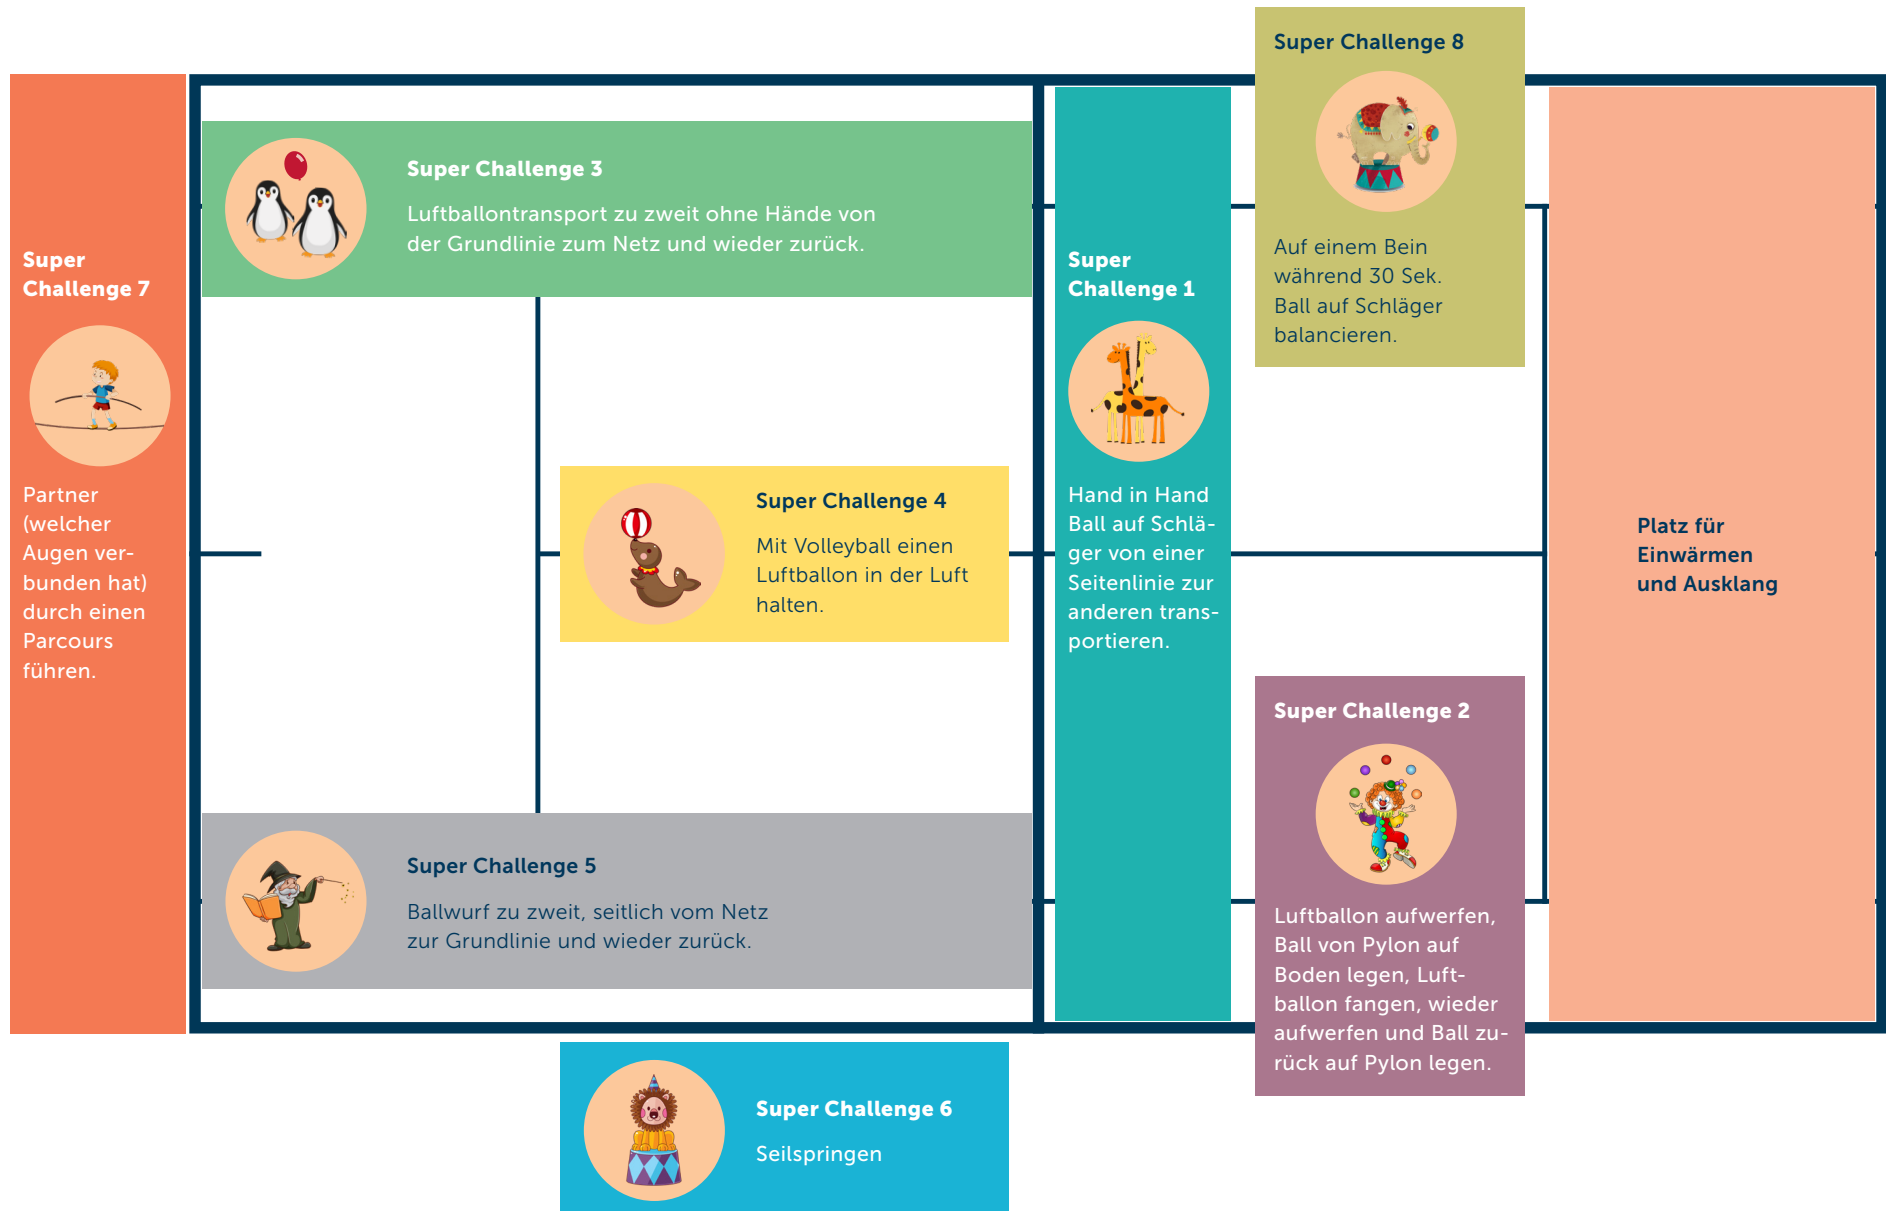 Super Challenge 8
Auf einem Bein
während 30 Sek.
Ball auf Schläger
balancieren.
Super Challenge 3
Luftballontransport zu zweit ohne Hände von
der Grundlinie zum Netz und wieder zurück.
Super
Challenge 7
Partner
(welcher
Augen ver-
bunden hat)
durch einen
Parcours
führen.
Super
Challenge 1
Hand in Hand
Ball auf Schlä-
ger von einer
Seitenlinie zur
anderen trans-
portieren.
Super Challenge 4
Mit Volleyball einen
Luftballon in der Luft
halten.
Platz für
Einwärmen
und Ausklang
Super Challenge 2
Luftballon aufwerfen,
Ball von Pylon auf
Boden legen, Luft-
ballon fangen, wieder
aufwerfen und Ball zu-
rück auf Pylon legen.
Super Challenge 5
Ballwurf zu zweit, seitlich vom Netz
zur Grundlinie und wieder zurück.
Super Challenge 6
Seilspringen